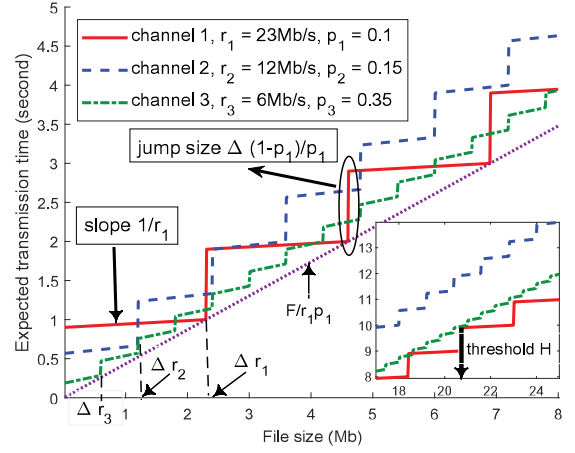 Expected transmission time (second)
5
4.5
4
3.5
3
2.5
2
1.5
1
0.5
0
channel 1, r₁ = 23Mb/s, p₁ = 0.1
channel 2, r₂ = 12Mb/s, p₂ = 0.15
channel 3, r₃ = 6Mb/s, p₃ = 0.35
jump size Δ (1-p₁)/p₁
slope 1/r₁
F/r₁p₁
Δ r₃
Δ r₂
Δ r₁
13
12
11
10
9
8
threshold H
18 20 22 24
1 2 3 4 5 6 7 8
File size (Mb)